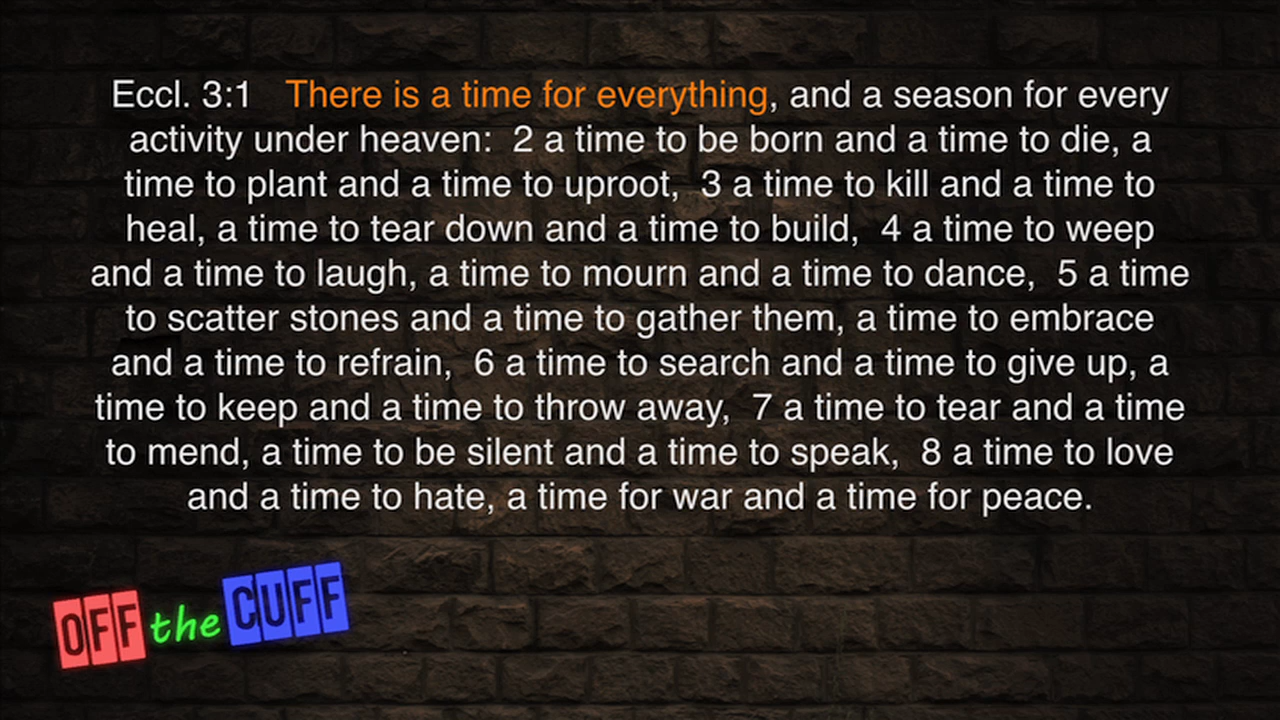 Eccl. 3:1 There is a time for everything, and a season for every
activity under heaven: 2 a time to be born and a time to die, a
time to plant and a time to uproot, 3 a time to kill and a time to
heal, a time to tear down and a time to build, 4 a time to weep
and a time to laugh, a time to mourn and a time to dance, 5 a time
to scatter stones and a time to gather them, a time to embrace
and a time to refrain, 6 a time to search and a time to give up, a
time to keep and a time to throw away, 7 a time to tear and a time
to mend, a time to be silent and a time to speak, 8 a time to love
and a time to hate, a time for war and a time for peace.
OFF the CUFF